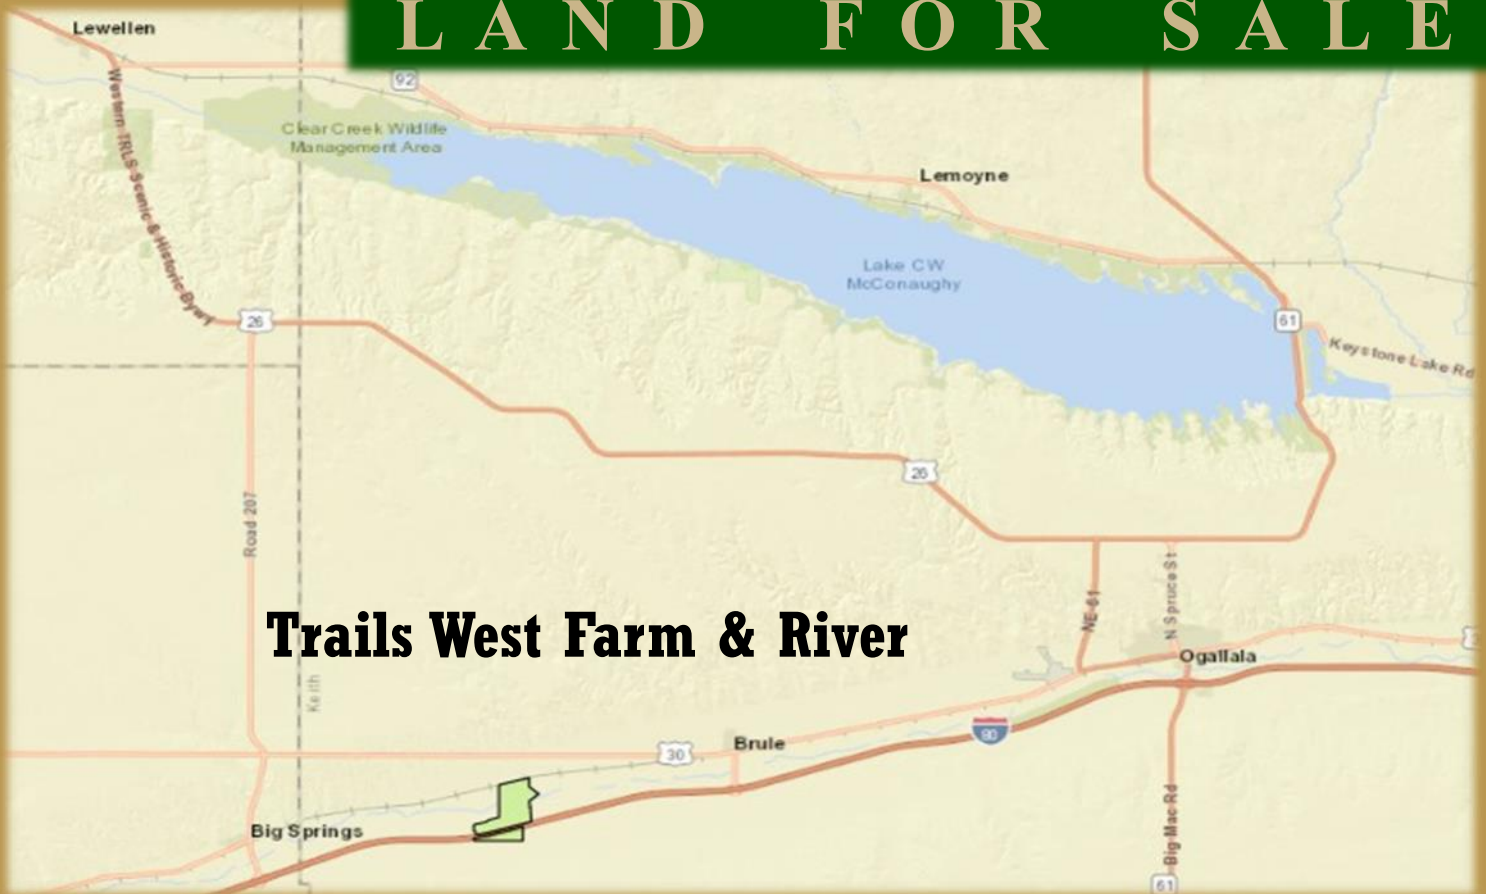 LAND FOR SALE
Lewellen
92
Western TRLS Scenic & Historic Bywy
Clear Creek Wildlife
Management Area
Lemoyne
Lake CW
McConaughy
26
61
Keystone Lake Rd
26
Road 207
NE-61
N Spruce St
Trails West Farm & River
Ogallala
Keith
80
Brule
30
Big Springs
Big Mac Rd
61